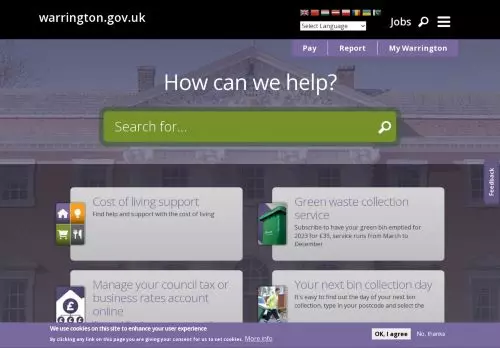 warrington.gov.uk
Select Language
Jobs
Pay
Report
My Warrington
How can we help?
Search for...
Feedback
Cost of living support
Find help and support with the cost of living
Green waste collection
service
Subscribe to have your green bin emptied for
2023 for £39, service runs from March to
December
Manage your council tax or
business rates account
online
Your next bin collection day
It's easy to find out the day of your next bin
collection, type in your postcode and select the
We use cookies on this site to enhance your user experience
By clicking any link on this page you are giving your consent for us to set cookies. More info
OK, I agree
No, thanks